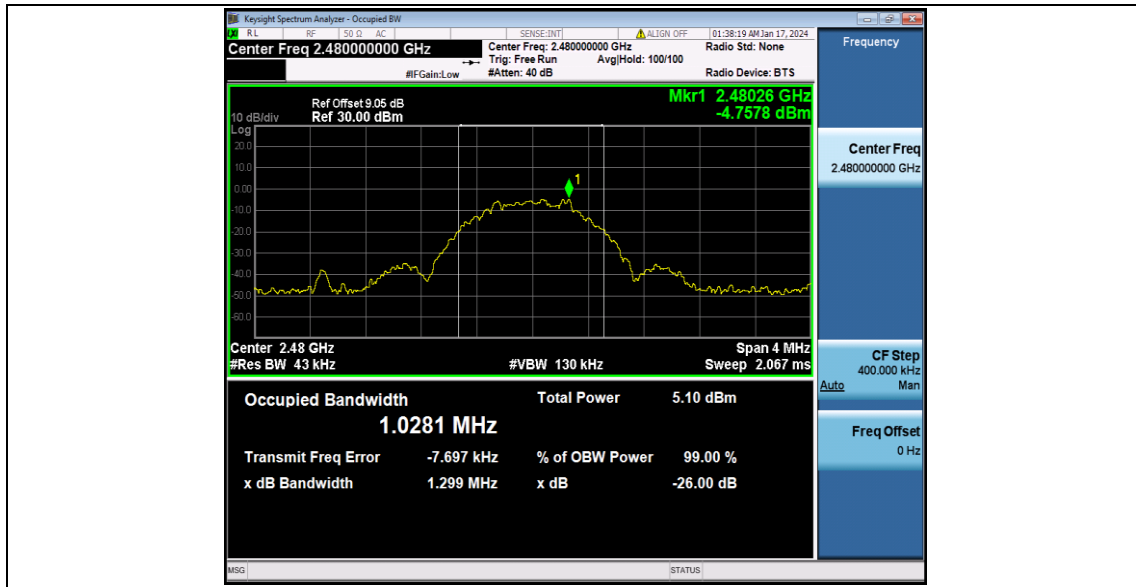 Keysight Spectrum Analyzer - Occupied BW
RL RF 50 Ω AC SENSE:INT ALIGN OFF 01:38:19 AM Jan 17, 2024
Center Freq 2.480000000 GHz
Center Freq: 2.480000000 GHz Radio Std: None
Trig: Free Run Avg|Hold: 100/100
#IFGain:Low #Atten: 40 dB Radio Device: BTS
Frequency
Ref Offset 9.05 dB
10 dB/div Ref 30.00 dBm
Mkr1 2.48026 GHz
-4.7578 dBm
Log
20.0
10.0
0.00
-10.0
-20.0
-30.0
-40.0
-50.0
-60.0
1
Center 2.48 GHz Span 4 MHz
#Res BW 43 kHz #VBW 130 kHz Sweep 2.067 ms
Occupied Bandwidth Total Power 5.10 dBm
1.0281 MHz
Transmit Freq Error -7.697 kHz % of OBW Power 99.00 %
x dB Bandwidth 1.299 MHz x dB -26.00 dB
Center Freq
2.480000000 GHz
CF Step
400.000 kHz
Auto Man
Freq Offset
0 Hz
MSG STATUS